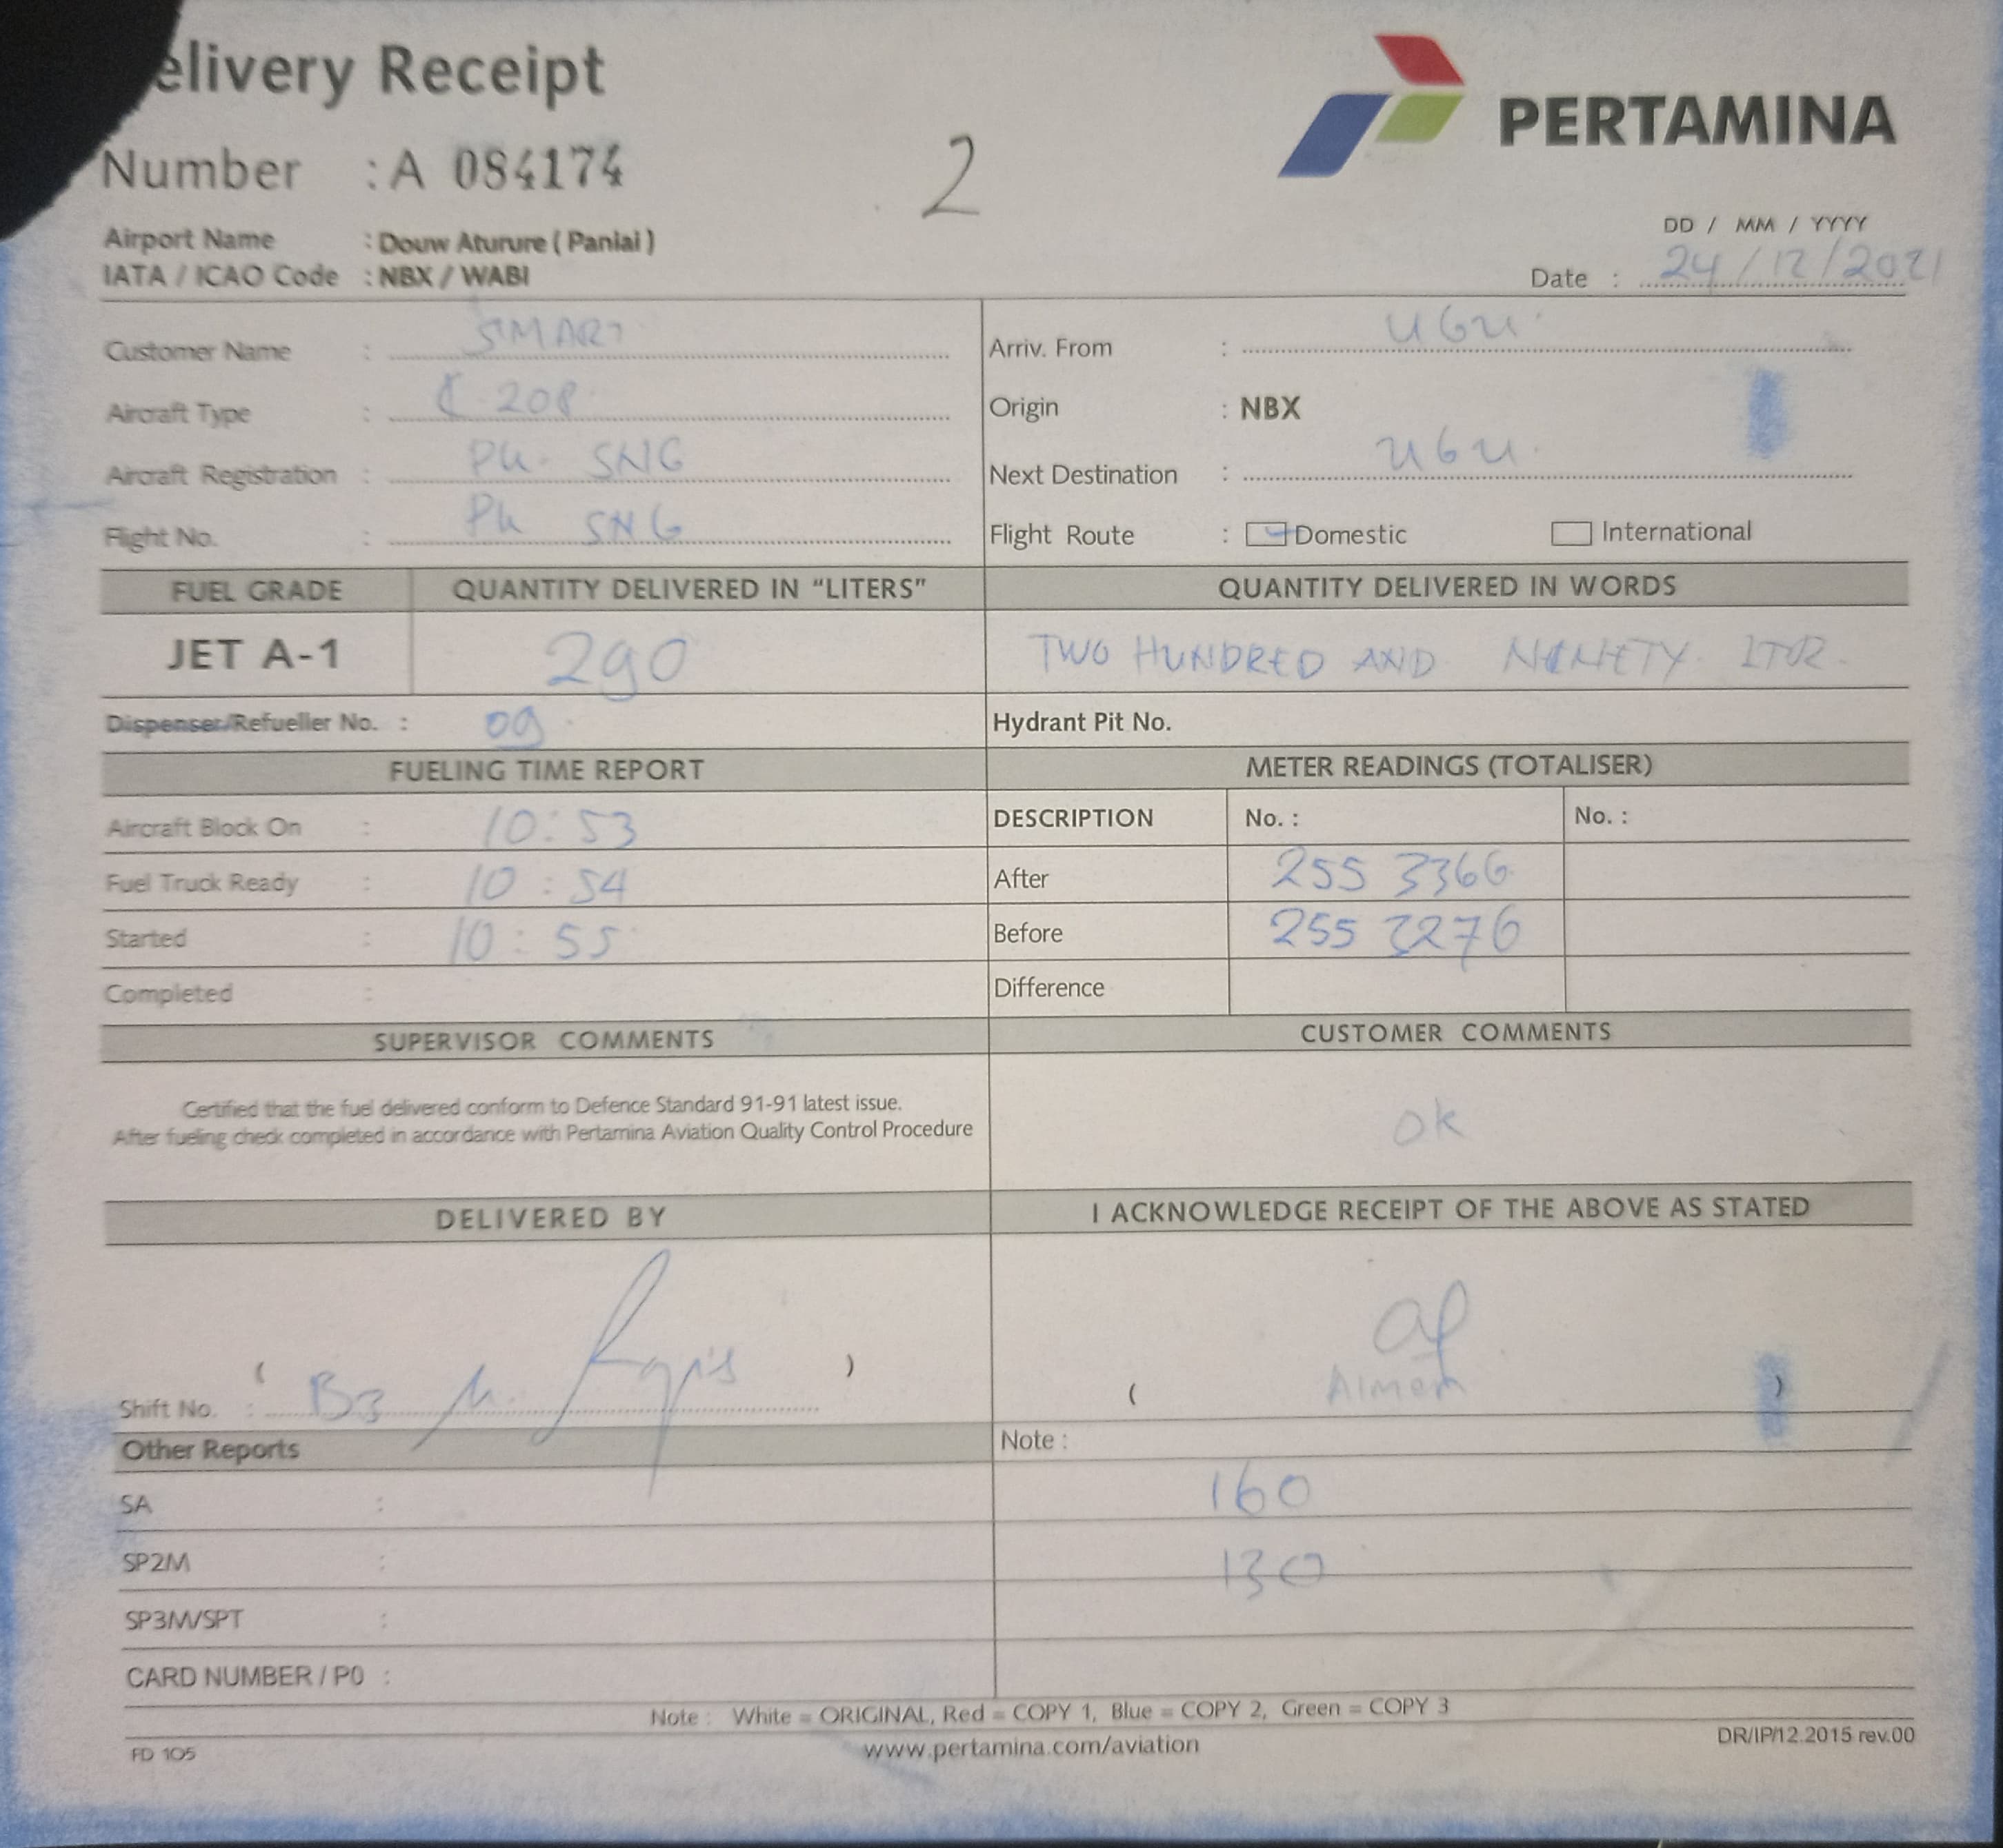 elivery Receipt
PERTAMINA
Number : A 084174
2
Airport Name : Douw Aturure ( Paniai )
IATA / ICAO Code : NBX / WABI
DD / MM / YYYY
Date : 24/12/2021
Customer Name : SMART
Arriv. From : UGU
Aircraft Type : C 208
Origin : NBX
Aircraft Registration : PK- SNG
Next Destination : UGU
Flight No. : PK SNG
Flight Route : Domestic International
FUEL GRADE QUANTITY DELIVERED IN "LITERS" QUANTITY DELIVERED IN WORDS
JET A-1 290 TWO HUNDRED AND NINETY LTR
Dispenser/Refueller No. : 09
Hydrant Pit No.
FUELING TIME REPORT METER READINGS (TOTALISER)
Aircraft Block On : 10:53
DESCRIPTION No. : No. :
Fuel Truck Ready : 10:54
After 255 3366
Started : 10:55
Before 255 3276
Completed :
Difference
SUPERVISOR COMMENTS CUSTOMER COMMENTS
Certified that the fuel delivered conform to Defence Standard 91-91 latest issue.
After fueling check completed in accordance with Pertamina Aviation Quality Control Procedure
Ok
DELIVERED BY I ACKNOWLEDGE RECEIPT OF THE ABOVE AS STATED
( )
Shift No. : B3
( )
Other Reports Note :
SA : 160
SP2M : 130
SP3M/SPT :
CARD NUMBER / P0 :
Note : White = ORIGINAL, Red = COPY 1, Blue = COPY 2, Green = COPY 3
FD 105 www.pertamina.com/aviation DR/IP/12.2015 rev.00